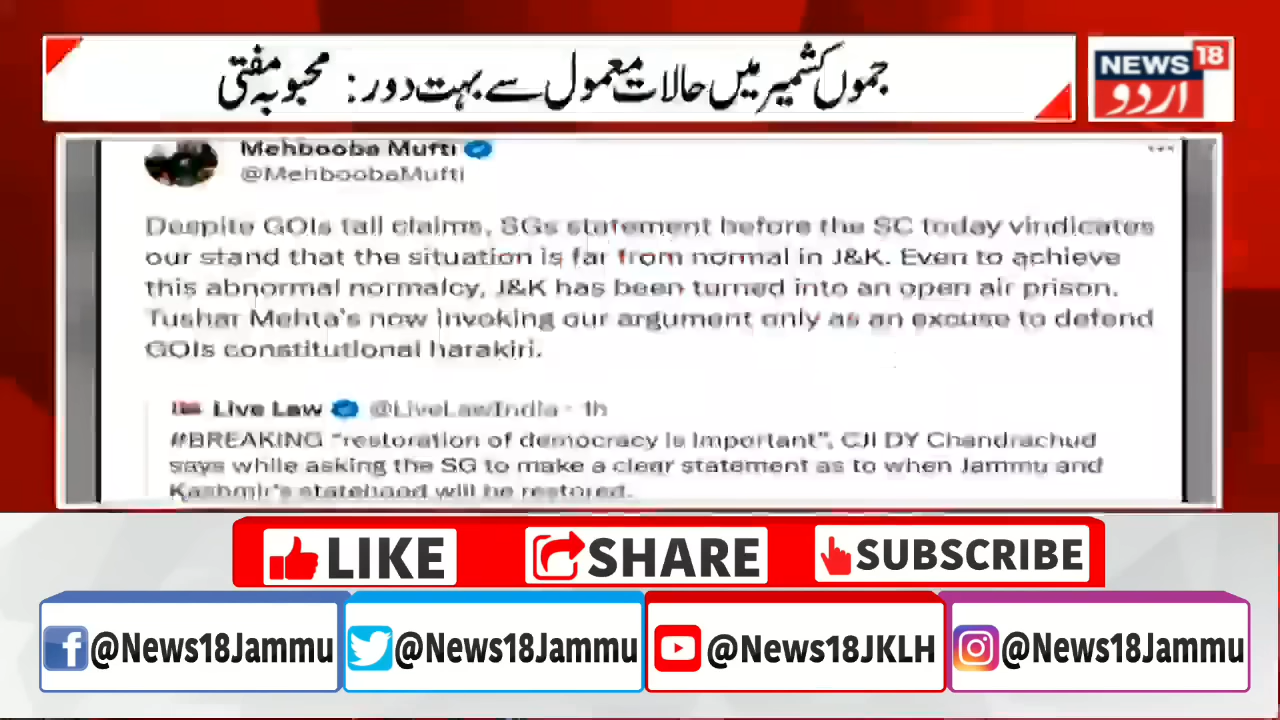 جموں کشمیر میں حالات معمول سے بہت دور: محبوبہ مفتی
NEWS 18
اردو
Mehbooba Mufti
@MehboobaMufti
Despite GOIs tall claims, SGs statement before the SC today vindicates
our stand that the situation is far from normal in J&K. Even to achieve
this abnormal normalcy, J&K has been turned into an open air prison.
Tushar Mehta's now invoking our argument only as an excuse to defend
GOIs constitutional harakiri.
Live Law @LiveLawIndia · 1h
#BREAKING "restoration of democracy is important", CJI DY Chandrachud
says while asking the SG to make a clear statement as to when Jammu and
Kashmir's statehood will be restored.
LIKE SHARE SUBSCRIBE
@News18Jammu @News18Jammu @News18JKLH @News18Jammu